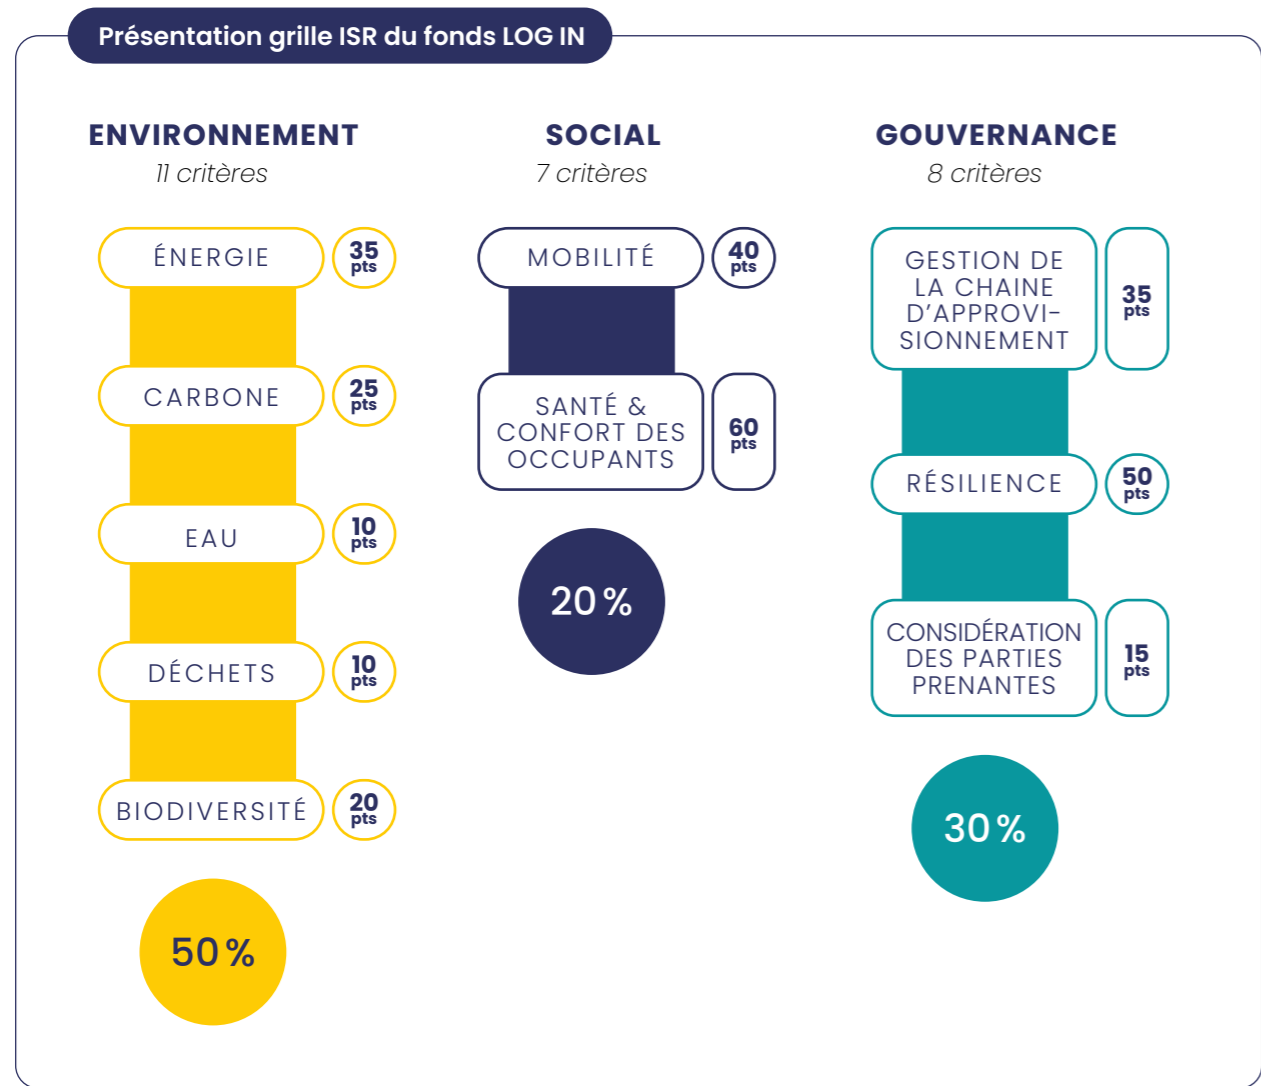 Présentation grille ISR du fonds LOG IN
ENVIRONNEMENT
11 critères
ÉNERGIE
35
pts
CARBONE
25
pts
EAU
10
pts
DÉCHETS
10
pts
BIODIVERSITÉ
20
pts
50 %
SOCIAL
7 critères
MOBILITÉ
40
pts
SANTÉ &
CONFORT DES
OCCUPANTS
60
pts
20 %
GOUVERNANCE
8 critères
GESTION DE
LA CHAINE
D’APPROVI-
SIONNEMENT
35
pts
RÉSILIENCE
50
pts
CONSIDÉRATION
DES PARTIES
PRENANTES
15
pts
30 %